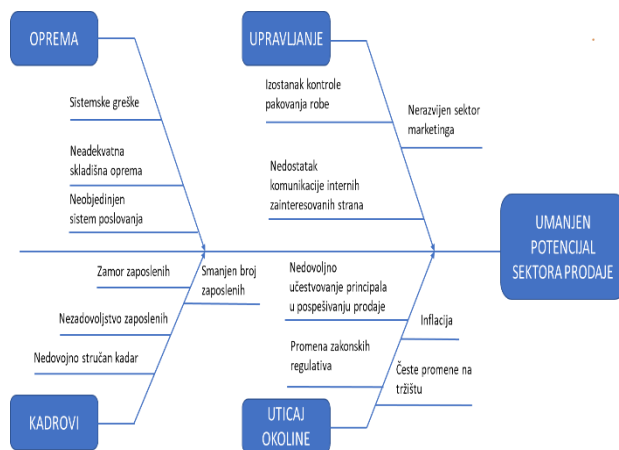 OPREMA
UPRAVLJANJE
Sistemske greške
Neadekvatna
skladišna oprema
Neobjedinjen
sistem poslovanja
Izostanak kontrole
pakovanja robe
Nerazvijen sektor
marketinga
Nedostatak
komunikacije internih
zainteresovanih strana
UMANJEN
POTENCIJAL
SEKTORA PRODAJE
Zamor zaposlenih
Smanjen broj
zaposlenih
Nezadovoljstvo zaposlenih
Nedovojno stručan kadar
Nedovoljno
učestvovanje principala
u pospešivanju prodaje
Inflacija
Promena zakonskih
regulativa
Česte promene na
tržištu
KADROVI
UTICAJ
OKOLINE